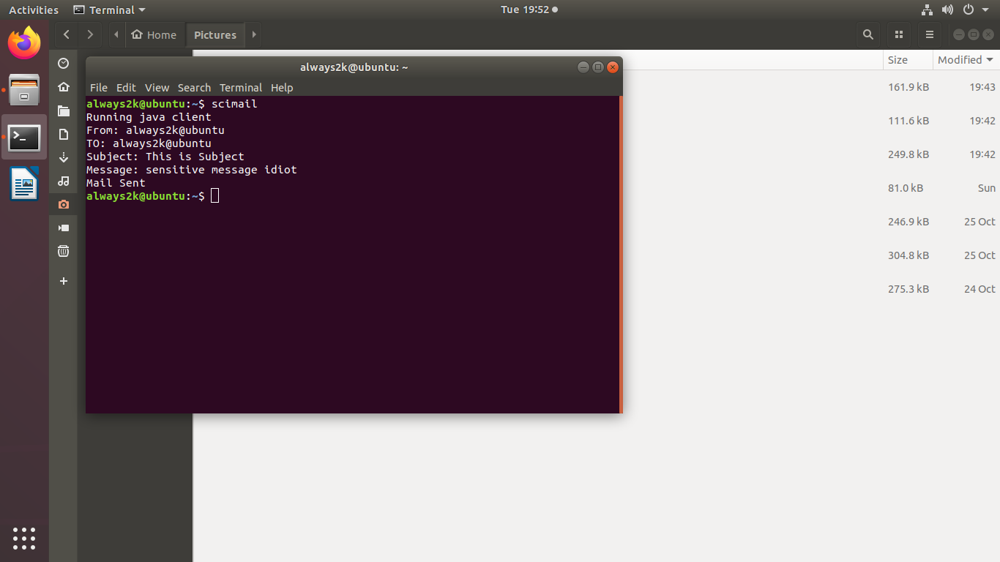 Activities Terminal Tue 19:52
Home Pictures
Size Modified
always2k@ubuntu: ~
File Edit View Search Terminal Help
always2k@ubuntu:~$ scimail
Running java client
From: always2k@ubuntu
TO: always2k@ubuntu
Subject: This is Subject
Message: sensitive message idiot
Mail Sent
always2k@ubuntu:~$
161.9 kB 19:43
111.6 kB 19:42
249.8 kB 19:42
81.0 kB Sun
246.9 kB 25 Oct
304.8 kB 25 Oct
275.3 kB 24 Oct